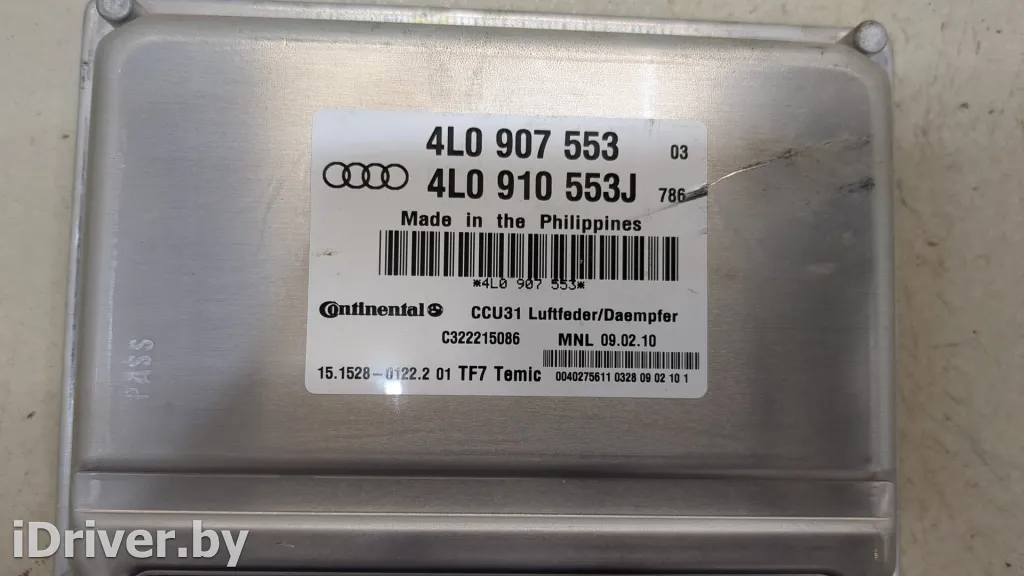 4L0 907 553 03
4L0 910 553J 786
Made in the Philippines
*4L0 907 553*
Continental CCU31 Luftfeder/Daempfer
C322215086 MNL 09.02.10
15.1528-0122.2 01 TF7 Temic 0040275611 0328 09 02 10 1
PASS
iDriver.by